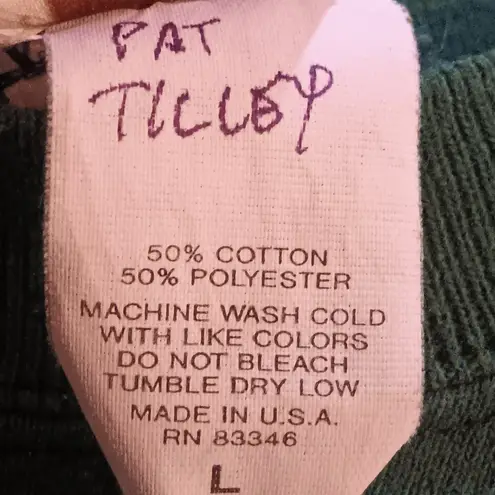 PAT
TILLEY
50% COTTON
50% POLYESTER
MACHINE WASH COLD
WITH LIKE COLORS
DO NOT BLEACH
TUMBLE DRY LOW
MADE IN U.S.A.
RN 83346
L